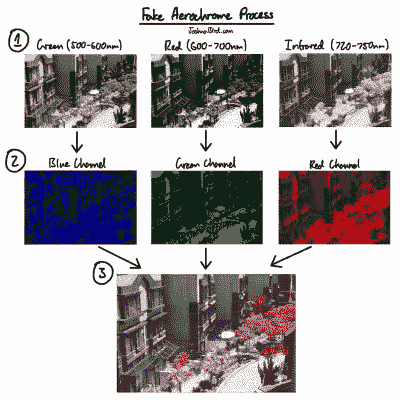 Fake Aerochrome Process
JoshuaBird.com
1
Green (500-600nm)
Red (600-700nm)
Infrared (720-750nm)
2
Blue Channel
Green Channel
Red Channel
3